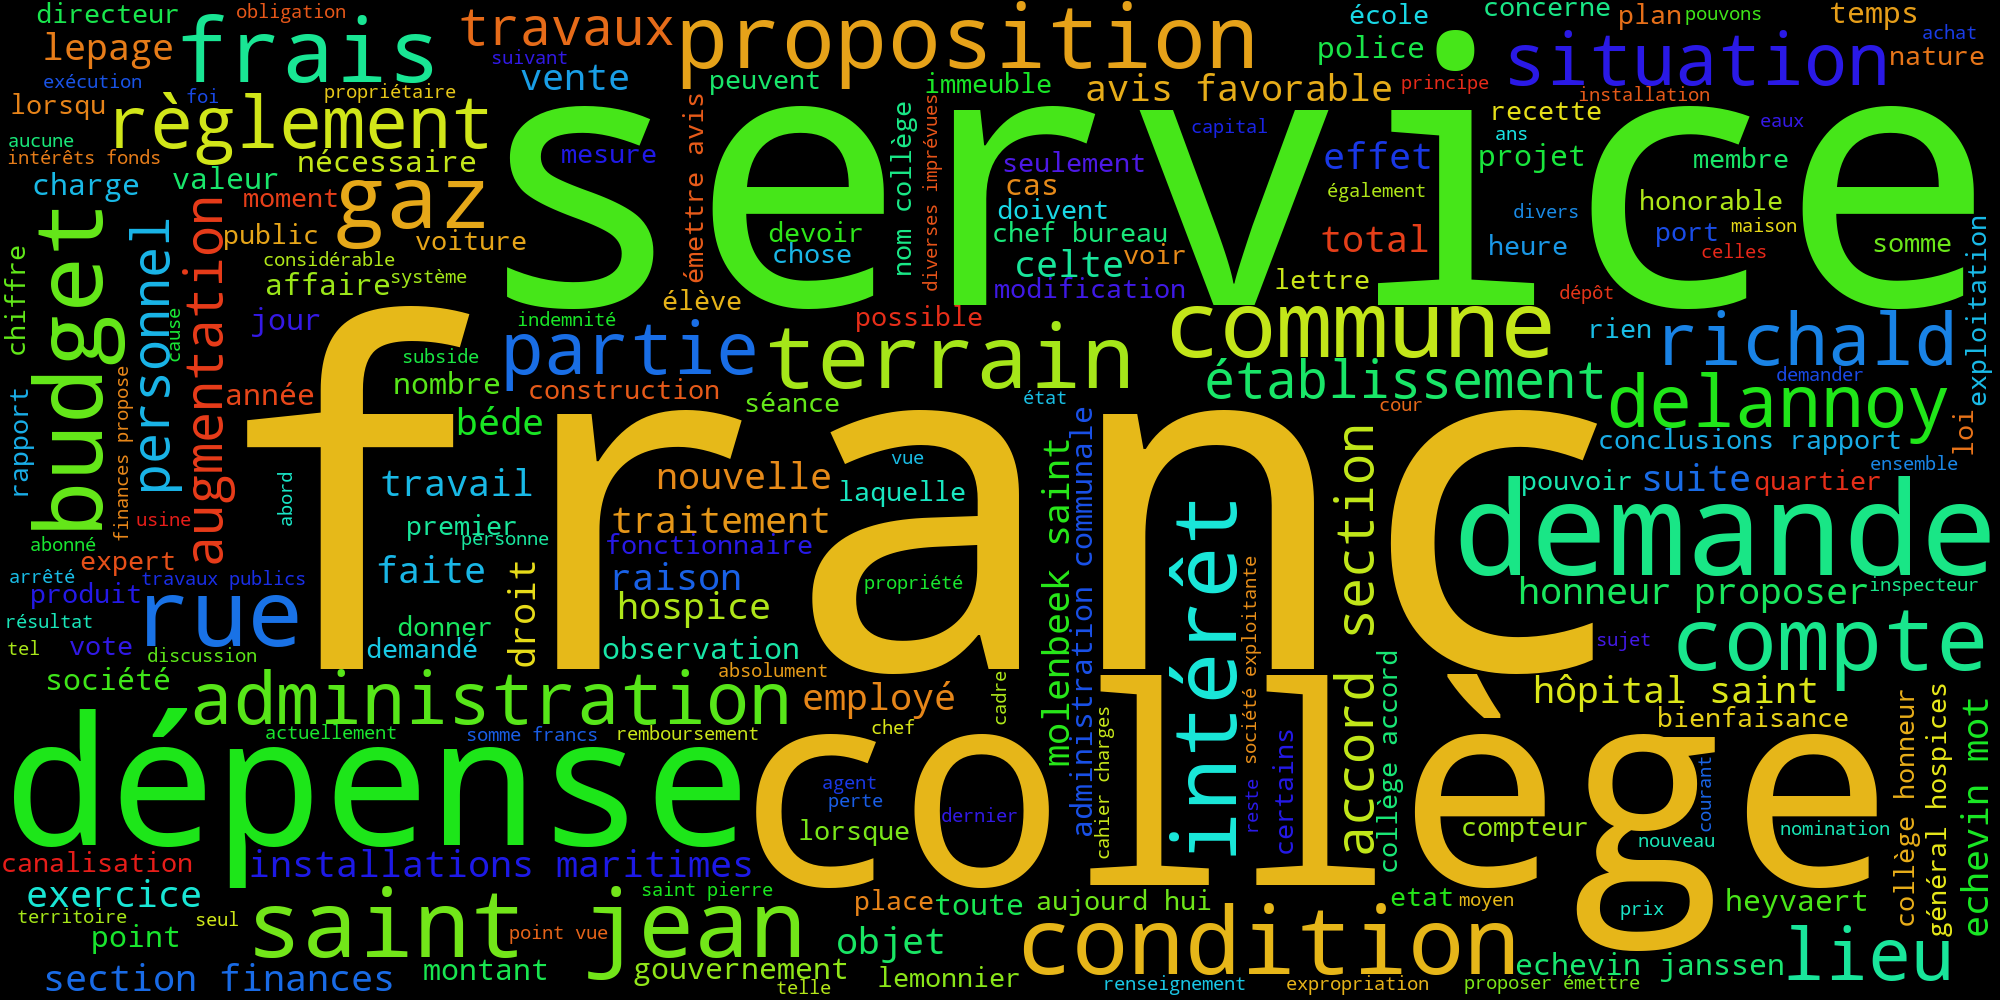 directeur
obligation
lepage
frais
travaux
proposition
école
concerne
plan
pouvons
temps
achat
police
situation
nature
suivant
exécution
vente
peuvent
immeuble
avis favorable
principe
installation
lorsqu
foi
propriétaire
règlement
service
recette
eaux
aucune
intérêts fonds
nécessaire
mesure
émettre avis
nom collège
diverses imprévues
capital
seulement
effet
ans
projet
membre
charge
valeur
gaz
cas
également
moment
doivent
divers
honorable
public
voiture
devoir
chose
chef bureau
total
heure
port
maison
celles
somme
considérable
système
affaire
celte
voir
lettre
modification
élève
dépôt
exploitation
chiffre
budget
personnel
augmentation
cause
jour
indemnité
possible
commune
rien
richald
partie
terrain
subside
nombre
construction
établissement
demander
delannoy
année
béde
séance
état
cour
loi
rapport
finances propose
franc
conclusions rapport
ensemble
travail
nouvelle
vue
laquelle
pouvoir
suite
quartier
abord
usine
premier
personne
traitement
demande
abonné
expert
fonctionnaire
arrêté
travaux publics
faite
raison
propriété
produit
rue
droit
hospice
honneur proposer
inspecteur
résultat
donner
molenbeek saint
administration communale
intérêt
société exploitante
accord section
sujet
compte
tel
vote
discussion
demandé
observation
société
absolument
administration
employé
cadre
hôpital saint
bienfaisance
dépense
actuellement
somme francs
remboursement
chef
collège
cahier charges
reste
certains
collège accord
courant
collège honneur
général hospices
echevin mot
agent
perte
dernier
lorsque
compteur
nouveau
nomination
canalisation
installations maritimes
exercice
saint pierre
place
toute
aujourd hui
etat
moyen
prix
heyvaert
territoire
seul
saint jean
point vue
point
objet
condition
lieu
section finances
montant
gouvernement
telle
lemonnier
renseignement
expropriation
echevin janssen
proposer émettre